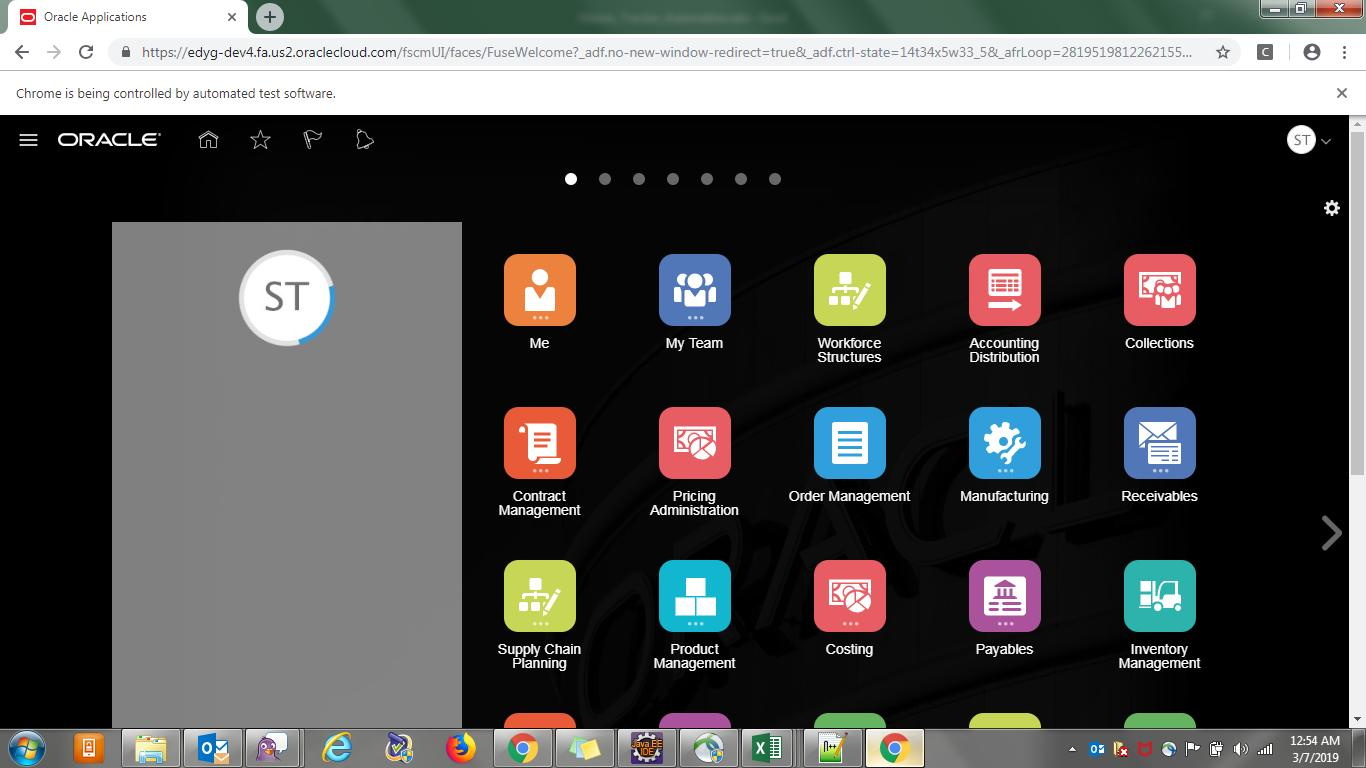 Oracle Applications
https://edyg-dev4.fa.us2.oraclecloud.com/fscmUI/faces/FuseWelcome?_adf.no-new-window-redirect=true&_adf.ctrl-state=14t34x5w33_5&_afrLoop=2819519812262155...
C
Chrome is being controlled by automated test software.
ORACLE
ST
ST
Me
My Team
Workforce
Structures
Accounting
Distribution
Collections
Contract
Management
Pricing
Administration
Order Management
Manufacturing
Receivables
Supply Chain
Planning
Product
Management
Costing
Payables
Inventory
Management
Java EE
IDE
12:54 AM
3/7/2019